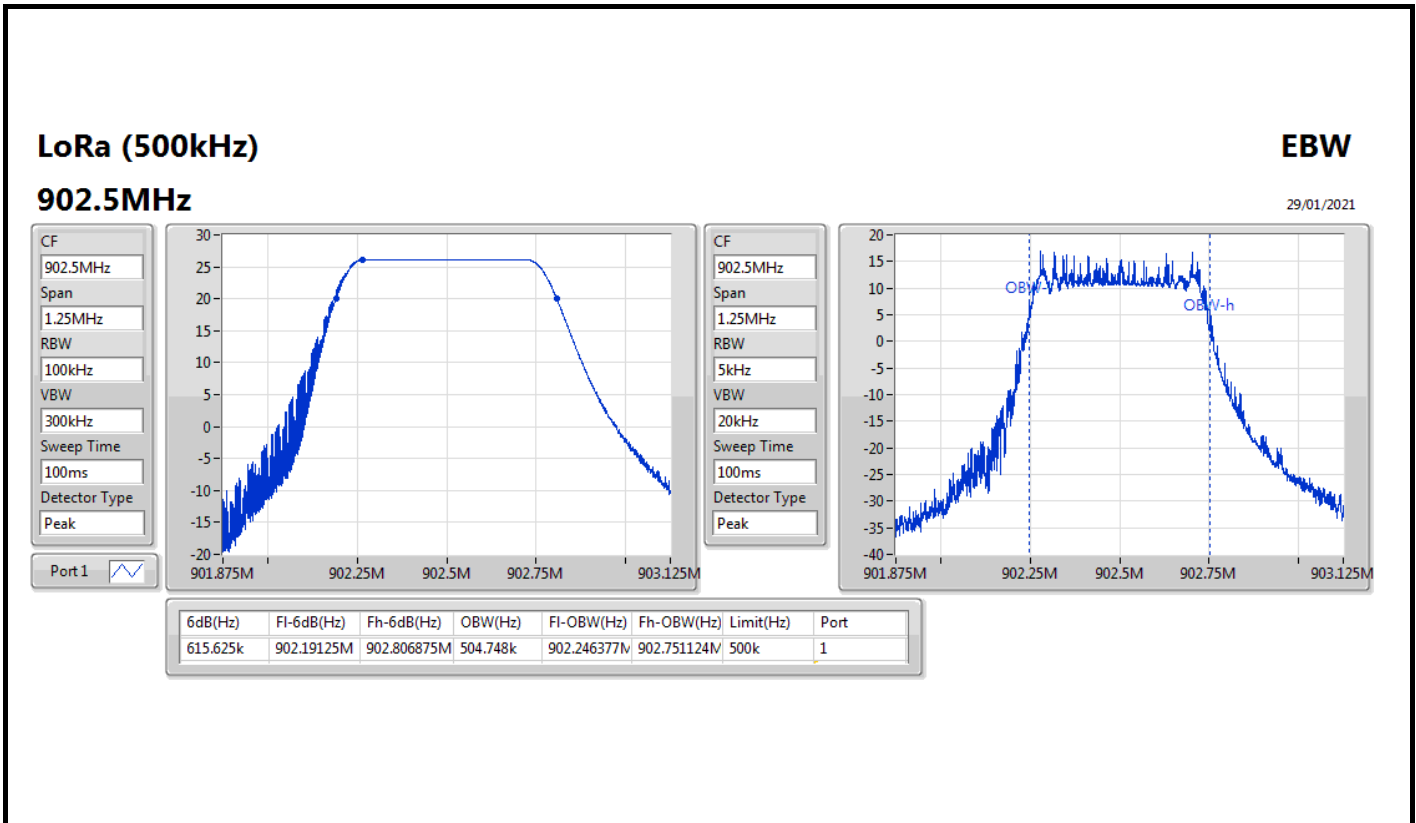 LoRa (500kHz)
EBW
902.5MHz
29/01/2021
CF
902.5MHz
Span
1.25MHz
RBW
100kHz
VBW
300kHz
Sweep Time
100ms
Detector Type
Peak
Port 1
30
25
20
15
10
5
0
-5
-10
-15
-20
901.875M 902.25M 902.5M 902.75M 903.125M
CF
902.5MHz
Span
1.25MHz
RBW
5kHz
VBW
20kHz
Sweep Time
100ms
Detector Type
Peak
20
15
10
5
0
-5
-10
-15
-20
-25
-30
-35
-40
OBW-l
OBW-h
901.875M 902.25M 902.5M 902.75M 903.125M
6dB(Hz) Fl-6dB(Hz) Fh-6dB(Hz) OBW(Hz) Fl-OBW(Hz) Fh-OBW(Hz) Limit(Hz) Port
615.625k 902.19125M 902.806875M 504.748k 902.246377M 902.751124M 500k 1